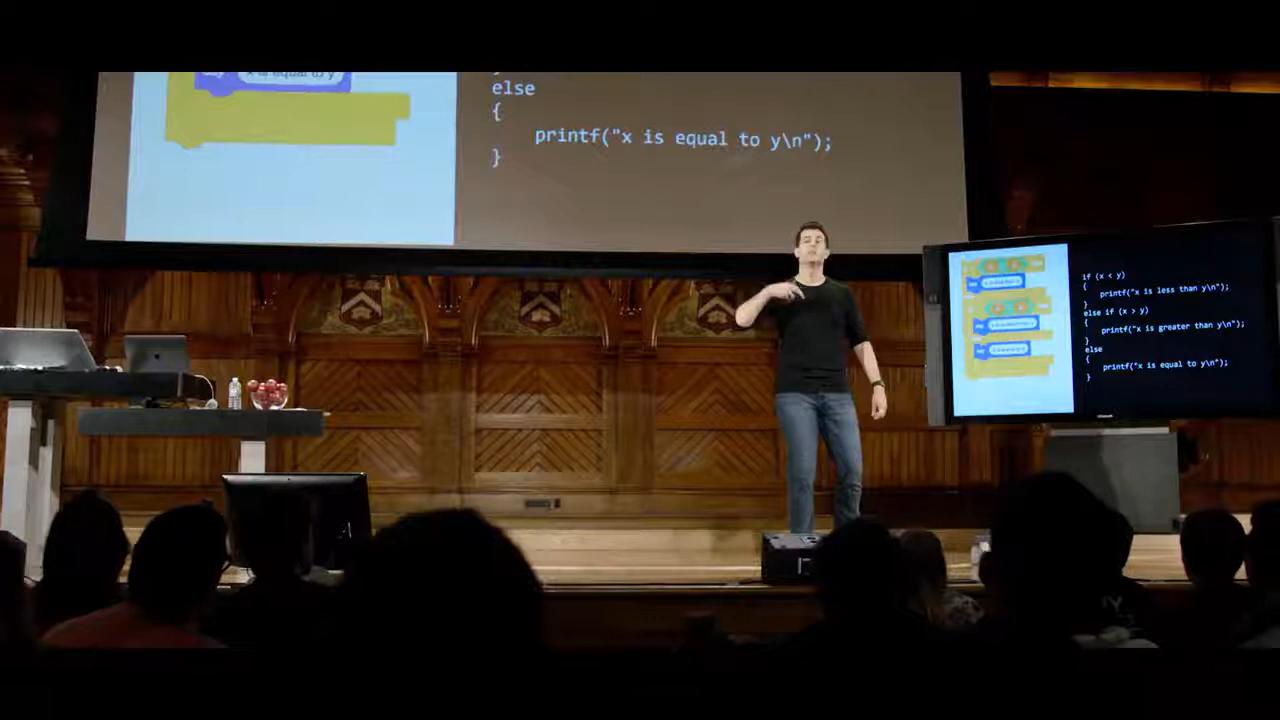 x is equal to y
else
{
printf("x is equal to y\n");
}
if (x < y)
{
printf("x is less than y\n");
}
else if (x > y)
{
printf("x is greater than y\n");
}
else
{
printf("x is equal to y\n");
}